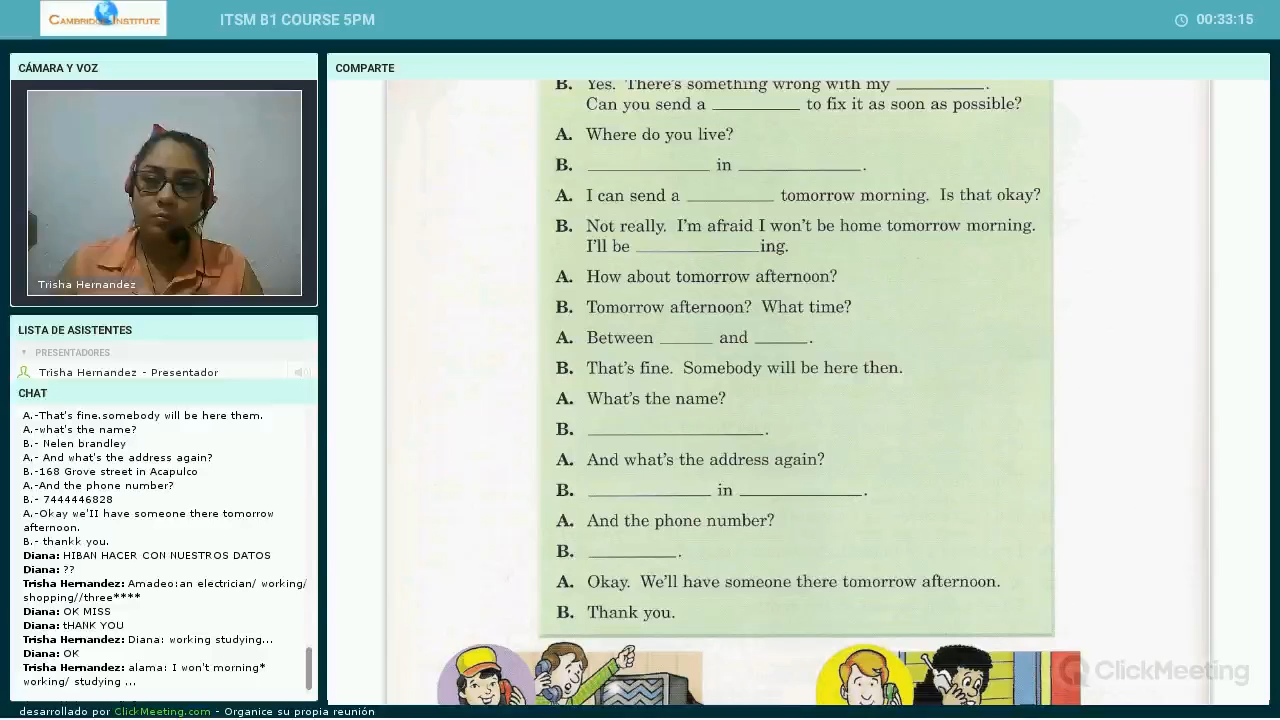 CAMBRIDGE INSTITUTE
ITSM B1 COURSE 5PM
00:33:15
CÁMARA Y VOZ
Trisha Hernandez
LISTA DE ASISTENTES
PRESENTADORES
Trisha Hernandez - Presentador
CHAT
A.-That's fine.somebody will be here them.
A.-what's the name?
B.- Nelen brandley
A.- And what's the address again?
B.-168 Grove street in Acapulco
A.-And the phone number?
B.- 7444446828
A.-Okay we'II have someone there tomorrow
afternoon.
B.- thankk you.
Diana: HIBAN HACER CON NUESTROS DATOS
Diana: ??
Trisha Hernandez: Amadeo:an electrician/ working/
shopping//three****
Diana: OK MISS
Diana: tHANK YOU
Trisha Hernandez: Diana: working studying...
Diana: OK
Trisha Hernandez: alama: I won't morning*
working/ studying ...
COMPARTE
B. Yes. There's something wrong with my __________.
Can you send a __________ to fix it as soon as possible?
A. Where do you live?
B. ______________ in ______________.
A. I can send a __________ tomorrow morning. Is that okay?
B. Not really. I'm afraid I won't be home tomorrow morning.
I'll be ______________ing.
A. How about tomorrow afternoon?
B. Tomorrow afternoon? What time?
A. Between ______ and ______.
B. That's fine. Somebody will be here then.
A. What's the name?
B. ____________________.
A. And what's the address again?
B. ______________ in ______________.
A. And the phone number?
B. __________.
A. Okay. We'll have someone there tomorrow afternoon.
B. Thank you.
ClickMeeting
desarrollado por ClickMeeting.com - Organice su propia reunión